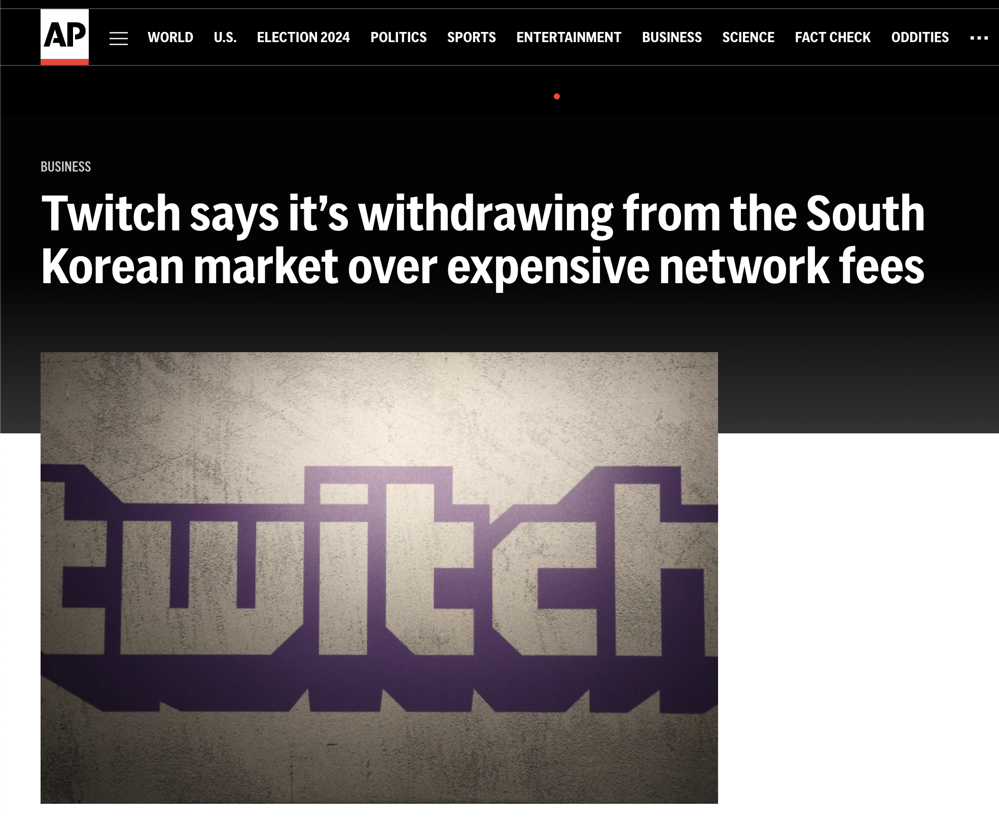 AP
WORLD U.S. ELECTION 2024 POLITICS SPORTS ENTERTAINMENT BUSINESS SCIENCE FACT CHECK ODDITIES ...
BUSINESS
Twitch says it’s withdrawing from the South
Korean market over expensive network fees
twitch